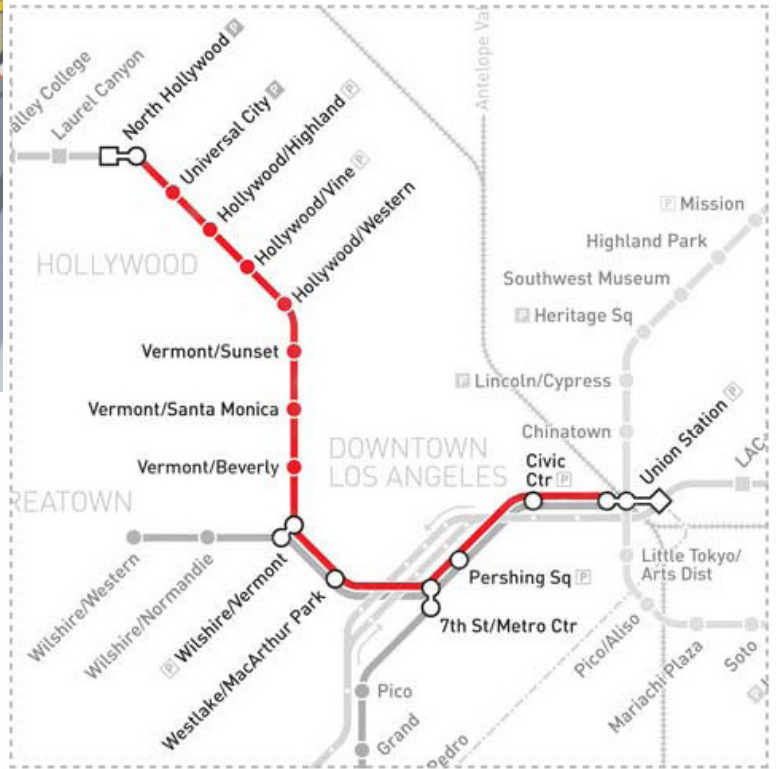 alley College
Laurel Canyon
North Hollywood P
Universal City P
Hollywood/Highland P
Hollywood/Vine P
Hollywood/Western
Antelope Va
P Mission
Highland Park
Southwest Museum
P Heritage Sq
HOLLYWOOD
Vermont/Sunset
P Lincoln/Cypress
Vermont/Santa Monica
Chinatown
Union Station P
DOWNTOWN
LOS ANGELES
Vermont/Beverly
Civic
Ctr P
LAC
REATOWN
Wilshire/Western
Wilshire/Normandie
P Wilshire/Vermont
Westlake/MacArthur Park
Pershing Sq P
7th St/Metro Ctr
Little Tokyo/
Arts Dist
Pico/Aliso
Mariachi Plaza
Soto
P
Pico
Grand
Pedro